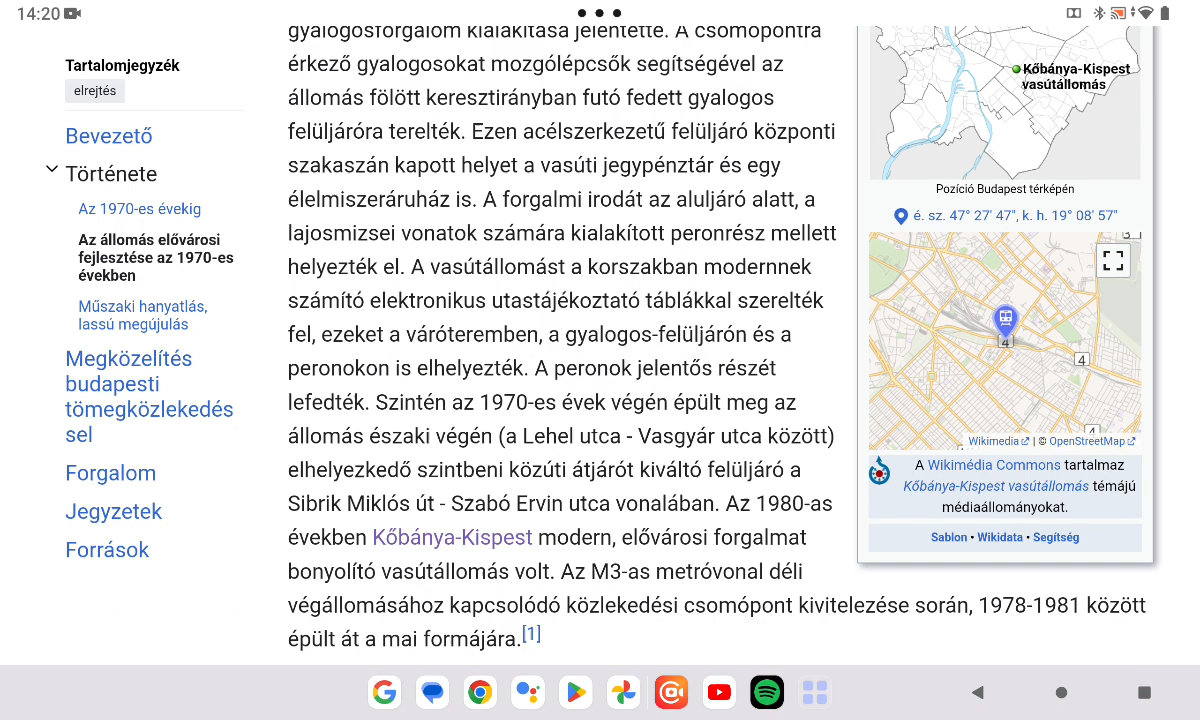 14:20
Tartalomjegyzék
elrejtés
Bevezető
Története
Az 1970-es évekig
Az állomás elővárosi
fejlesztése az 1970-es
években
Műszaki hanyatlás,
lassú megújulás
Megközelítés
budapesti
tömegközlekedés
sel
Forgalom
Jegyzetek
Források
gyalogosforgalom kialakítása jelentette. A csomópontra
érkező gyalogosokat mozgólépcsők segítségével az
állomás fölött keresztirányban futó fedett gyalogos
felüljáróra terelték. Ezen acélszerkezetű felüljáró központi
szakaszán kapott helyet a vasúti jegypénztár és egy
élelmiszeráruház is. A forgalmi irodát az aluljáró alatt, a
lajosmizsei vonatok számára kialakított peronrész mellett
helyezték el. A vasútállomást a korszakban modernnek
számító elektronikus utastájékoztató táblákkal szerelték
fel, ezeket a váróteremben, a gyalogos-felüljárón és a
peronokon is elhelyezték. A peronok jelentős részét
lefedték. Szintén az 1970-es évek végén épült meg az
állomás északi végén (a Lehel utca - Vasgyár utca között)
elhelyezkedő szintbeni közúti átjárót kiváltó felüljáró a
Sibrik Miklós út - Szabó Ervin utca vonalában. Az 1980-as
években Kőbánya-Kispest modern, elővárosi forgalmat
bonyolító vasútállomás volt. Az M3-as metróvonal déli
végállomásához kapcsolódó közlekedési csomópont kivitelezése során, 1978-1981 között
épült át a mai formájára.[1]
Kőbánya-Kispest
vasútállomás
Pozíció Budapest térképén
é. sz. 47° 27′ 47″, k. h. 19° 08′ 57″
31
4
4
4
Wikimedia | © OpenStreetMap
A Wikimédia Commons tartalmaz
Kőbánya-Kispest vasútállomás témájú
médiaállományokat.
Sablon • Wikidata • Segítség